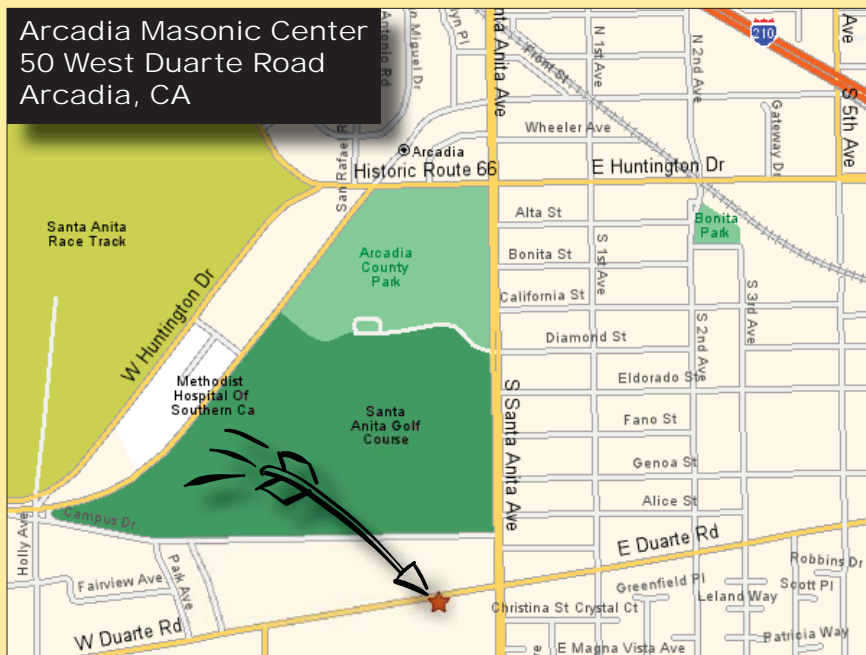 Arcadia Masonic Center
50 West Duarte Road
Arcadia, CA
Antonio Rd
San Miguel Dr
lyn Pl
Santa Anita Ave
N 1st Ave
N 2nd Ave
210
Ave
S 5th Ave
Front St
Wheeler Ave
Gateway Dr
San Rafael R
Arcadia
Historic Route 66
E Huntington Dr
Santa Anita
Race Track
Alta St
Bonita
Park
Arcadia
County
Park
Bonita St
S 1st Ave
California St
S 2nd Ave
S 3rd Ave
W Huntington Dr
Diamond St
Methodist
Hospital Of
Southern Ca
Eldorado St
Santa
Anita Golf
Course
S Santa Anita Ave
Fano St
Genoa St
Alice St
Holly Ave
Campus Dr
E Duarte Rd
Park Ave
Fairview Ave
Robbins Dr
Greenfield Pl
Scott Pl
Leland Way
Christina St
Crystal Ct
W Duarte Rd
Patricia Way
E Magna Vista Ave